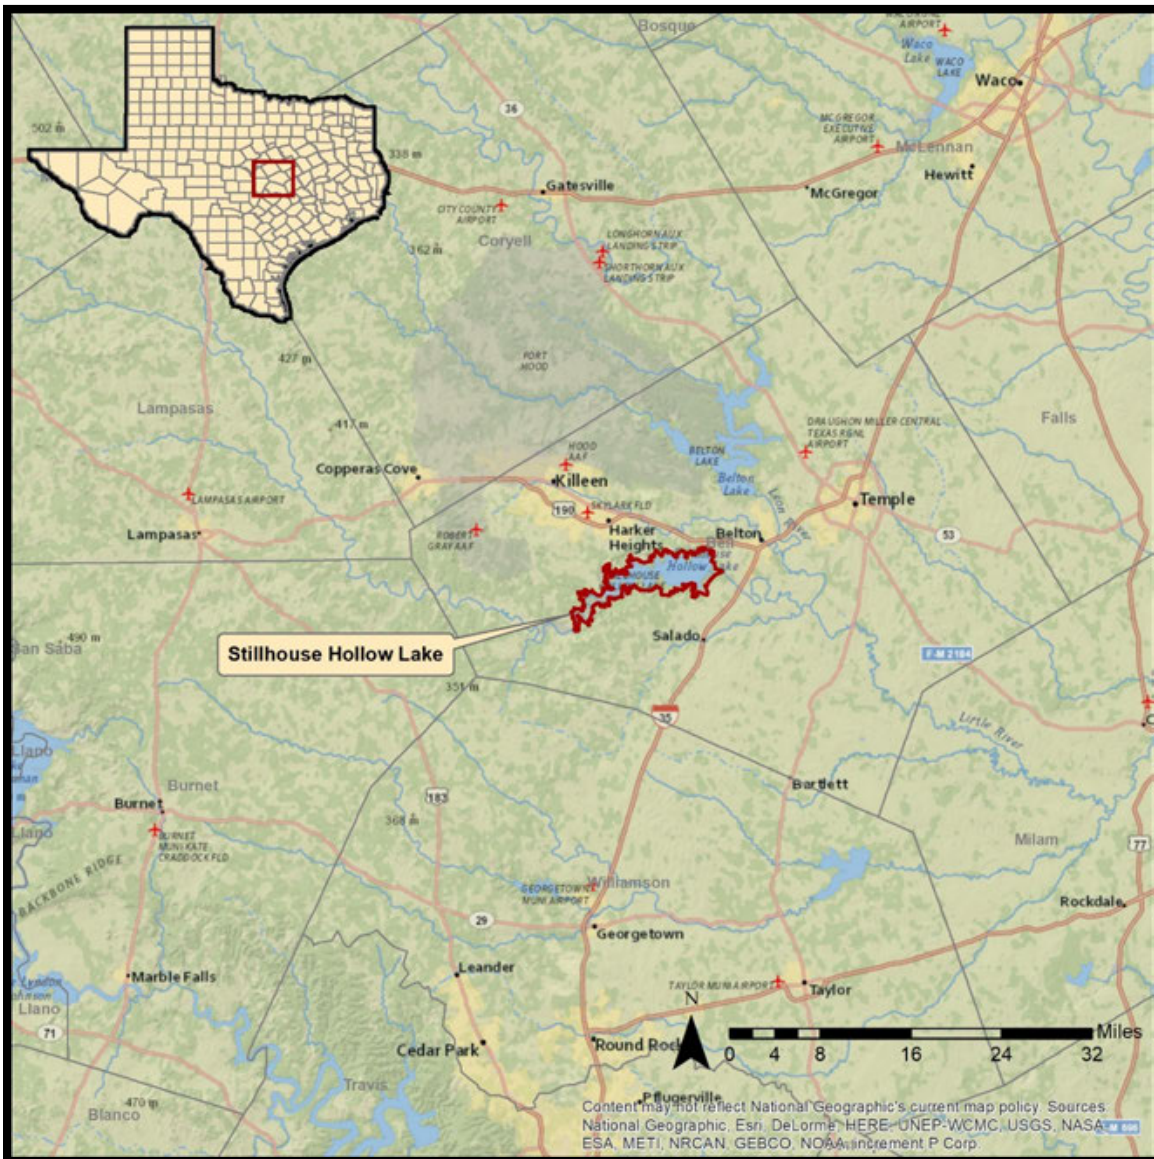 Bosque
AIRPORT
Waco
Lake
WACO
LAKE
Waco
36
502 m
338 m
MCGREGOR
EXECUTIVE
AIRPORT
McLennan
Hewitt
Gatesville
McGregor
CITY COUNTY
AIRPORT
Coryell
362 m
LONGHORN AUX
LANDING STRIP
SHORTHORN AUX
LANDING STRIP
427 m
FORT
HOOD
Lampasas
417 m
Falls
DRAUGHON MILLER CENTRAL
TEXAS RGNL
AIRPORT
HOOD
AAF
BELTON
LAKE
Belton
Lake
Copperas Cove
Killeen
LAMPASAS AIRPORT
Leon River
Temple
190
SKYLARK FLD
Lampasas
ROBERT
GRAY AAF
Harker
Heights
Belton
53
Bell
Hollow Lake
Salado
490 m
San Saba
Stillhouse Hollow Lake
F-M 2184
351 m
35
Little River
Llano
Burnet
Bartlett
Burnet
183
368 m
Llano
BURNET
MUNI KATE
CRADDOCK FLD
Milam
77
BACKBONE RIDGE
Williamson
GEORGETOWN
MUNI AIRPORT
Rockdale
29
Georgetown
Leander
Marble Falls
TAYLOR MUNI AIRPORT
Taylor
Llano
N
71
Cedar Park
Round Rock
Miles
0 4 8 16 24 32
Travis
Pflugerville
470 m
Blanco
Content may not reflect National Geographic's current map policy. Sources:
National Geographic, Esri, DeLorme, HERE, UNEP-WCMC, USGS, NASA,
ESA, METI, NRCAN, GEBCO, NOAA, increment P Corp.